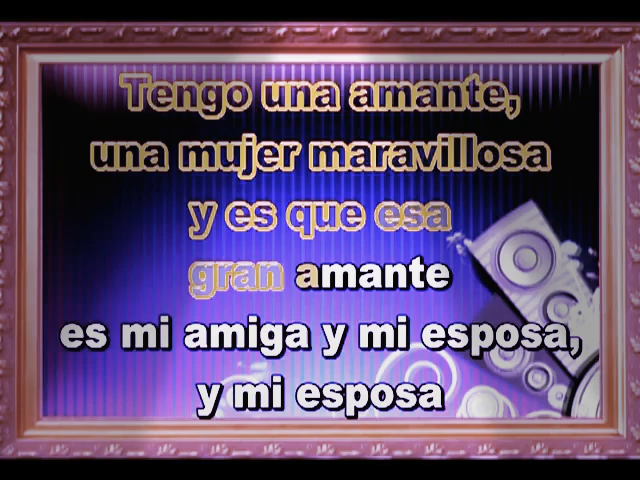 Tengo una amante,
una mujer maravillosa
y es que esa
gran amante
es mi amiga y mi esposa,
y mi esposa